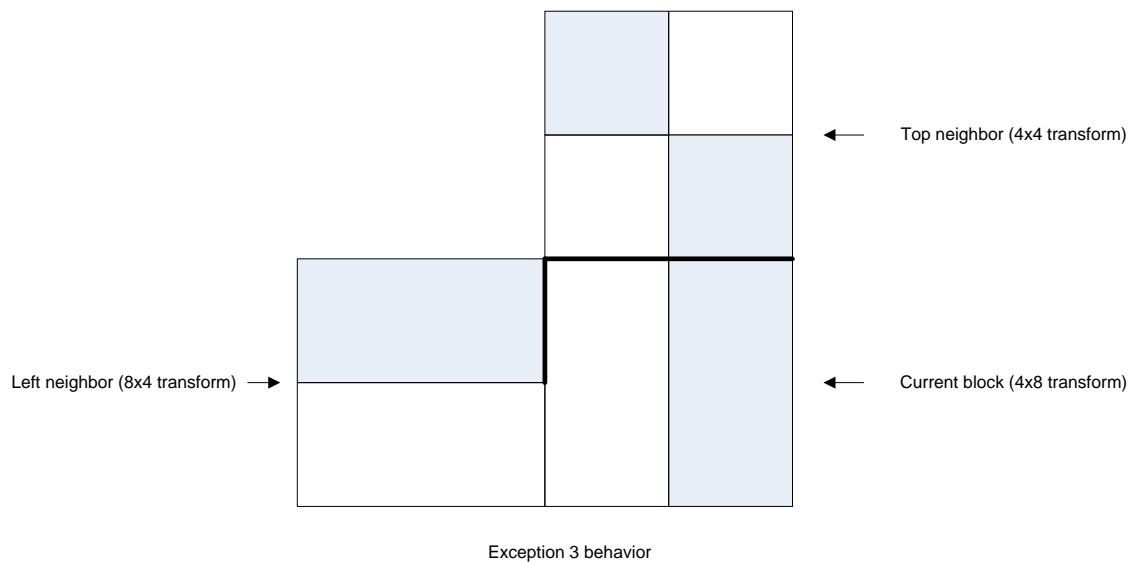 Top neighbor (4x4 transform)
Left neighbor (8x4 transform)
Current block (4x8 transform)
Exception 3 behavior